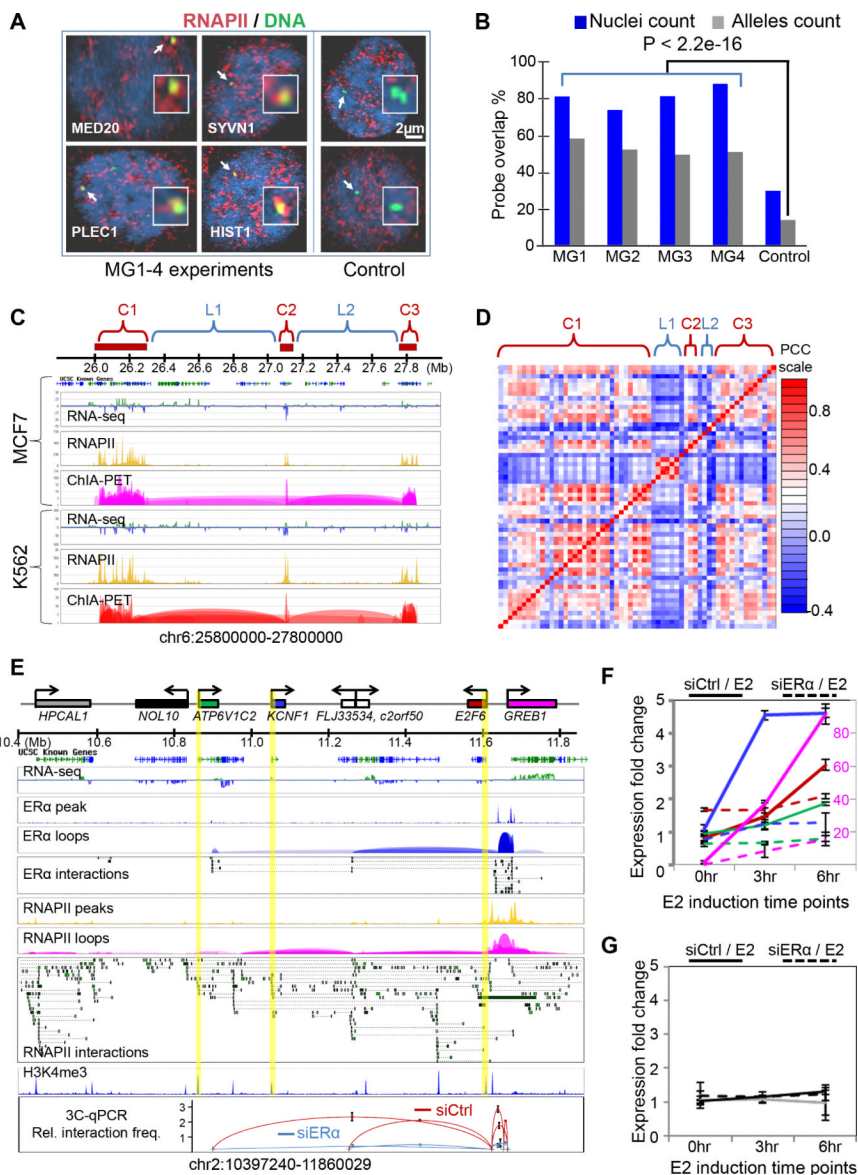 A
RNAPII / DNA
MED20
SYVN1
2μm
PLEC1
HIST1
MG1-4 experiments
Control
B
Nuclei count
Alleles count
P < 2.2e-16
Probe overlap %
100
80
60
40
20
0
MG1 MG2 MG3 MG4 Control
C
C1 L1 C2 L2 C3
26.0 26.2 26.4 26.6 26.8 27.0 27.2 27.4 27.6 27.8 (Mb)
UCSC Known Genes
MCF7
RNA-seq
RNAPII
ChIA-PET
K562
RNA-seq
RNAPII
ChIA-PET
chr6:25800000-27800000
D
C1 L1 C2 L2 C3
PCC
scale
0.8
0.4
0.0
-0.4
E
HPCAL1 NOL10 ATP6V1C2 KCNF1 FLJ33534, c2orf50 E2F6 GREB1
10.4 (Mb) 10.6 10.8 11.0 11.2 11.4 11.6 11.8
UCSC Known Genes
RNA-seq
ERα peak
ERα loops
ERα interactions
RNAPII peaks
RNAPII loops
RNAPII interactions
H3K4me3
3C-qPCR
Rel. interaction freq.
3
2
1
siCtrl
siERα
chr2:10397240-11860029
F
siCtrl / E2
siERα / E2
Expression fold change
5
4
3
2
1
0
80
60
40
20
0hr 3hr 6hr
E2 induction time points
G
siCtrl / E2
siERα / E2
Expression fold change
5
4
3
2
1
0
0hr 3hr 6hr
E2 induction time points